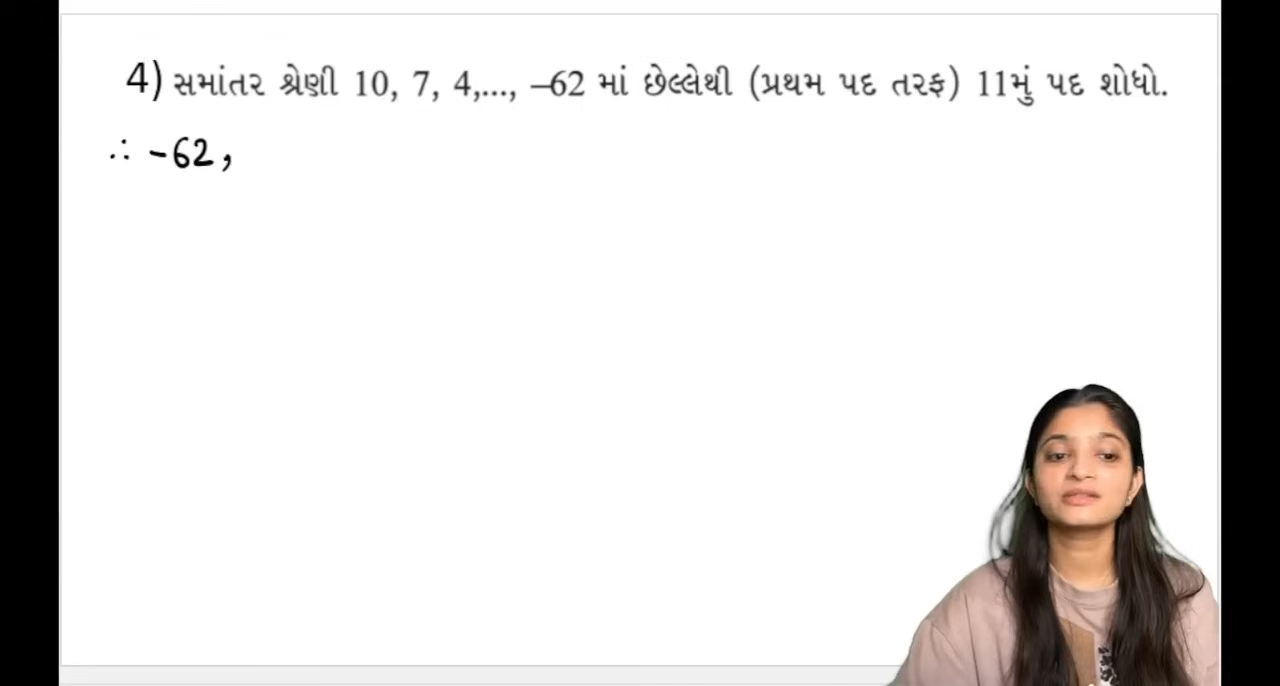 4) સમાંતર શ્રેણી 10, 7, 4,..., –62 માં છેલ્લેથી (પ્રથમ પદ તરફ) 11મું પદ શોધો.
∴ -62,